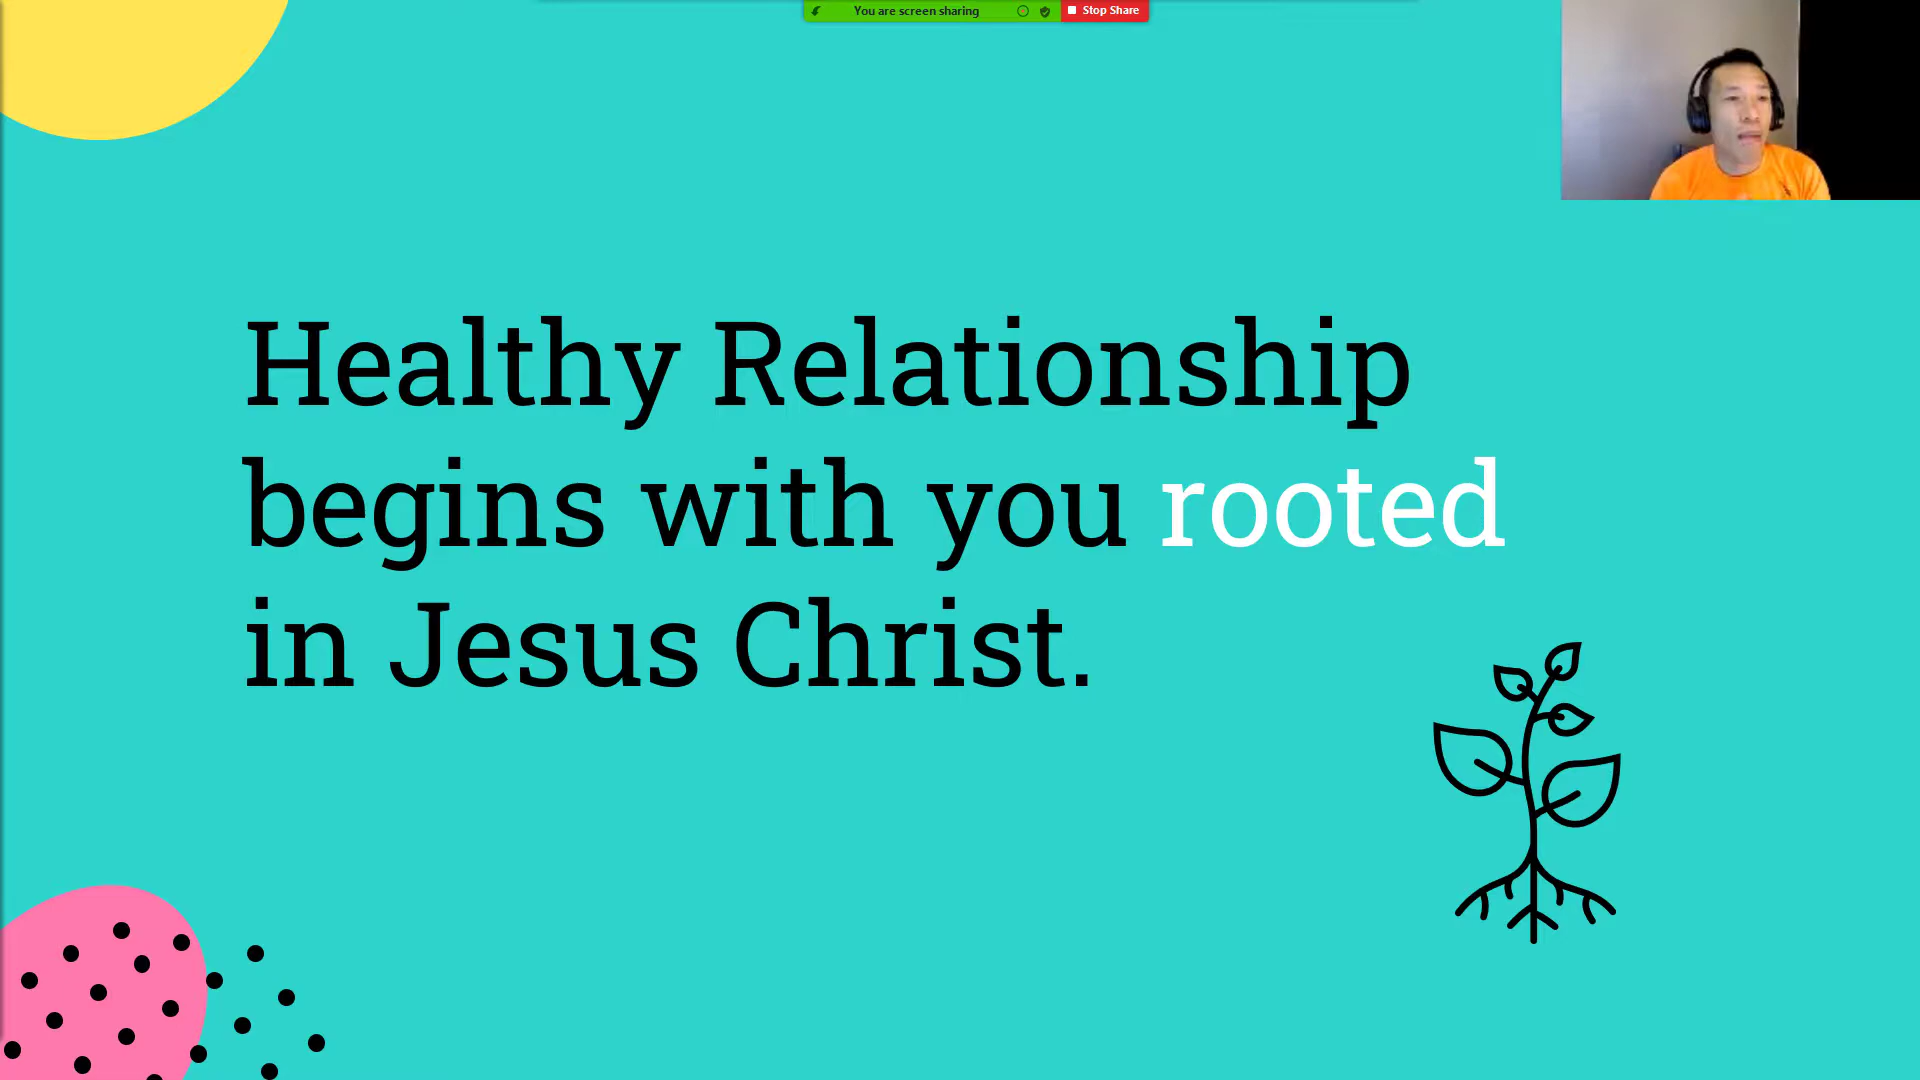 You are screen sharing
Stop Share
Healthy Relationship
begins with you rooted
in Jesus Christ.